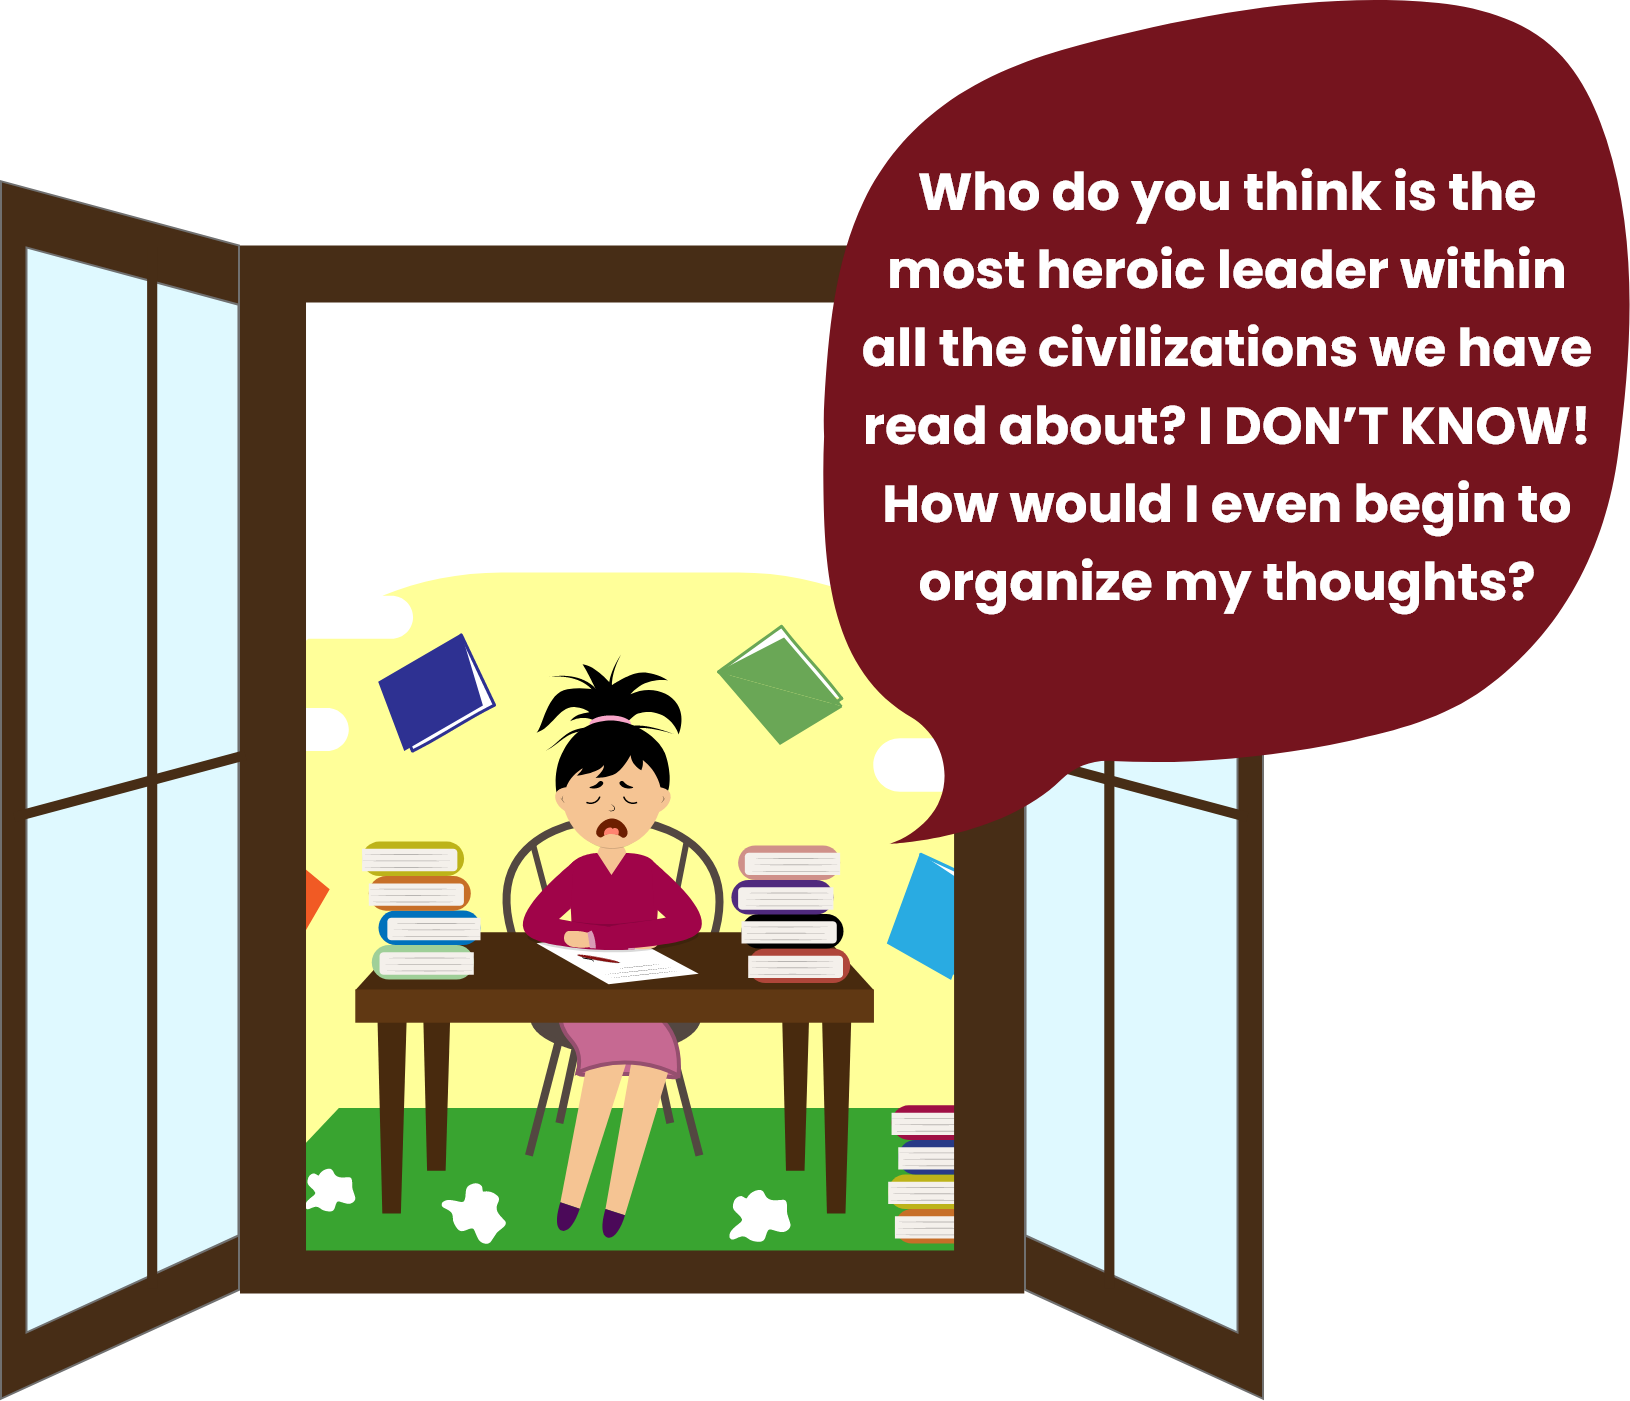 Who do you think is the
most heroic leader within
all the civilizations we have
read about? I DON’T KNOW!
How would I even begin to
organize my thoughts?